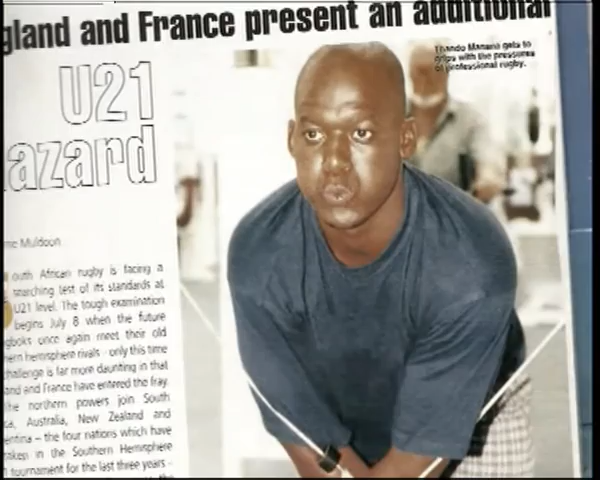 gland and France present an additional
Thando Manana gets to
grips with the pressures
of professional rugby.
U21
azard
me Muldoon
outh African rugby is facing a
searching test of its standards at
U21 level. The tough examination
begins July 8 when the future
gboks once again meet their old
ern hemisphere rivals - only this time
challenge is far more daunting in that
and and France have entered the fray.
The northern powers join South
ca, Australia, New Zealand and
entina – the four nations which have
taken in the Southern Hemisphere
tournament for the last three years -